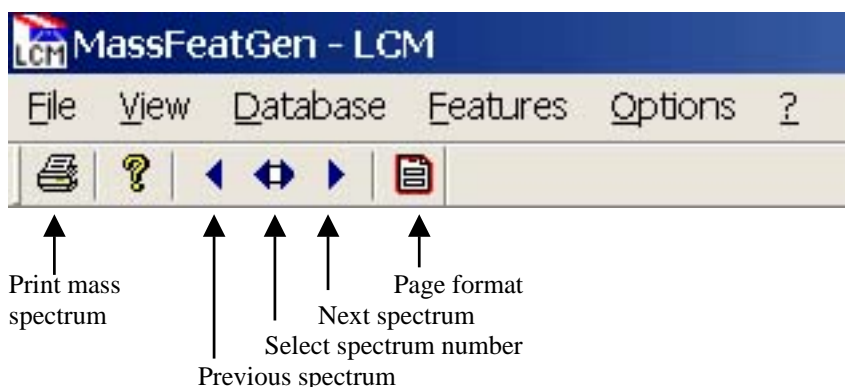 LCM MassFeatGen - LCM
File View Database Features Options ?
?
Print mass
spectrum
Page format
Next spectrum
Select spectrum number
Previous spectrum